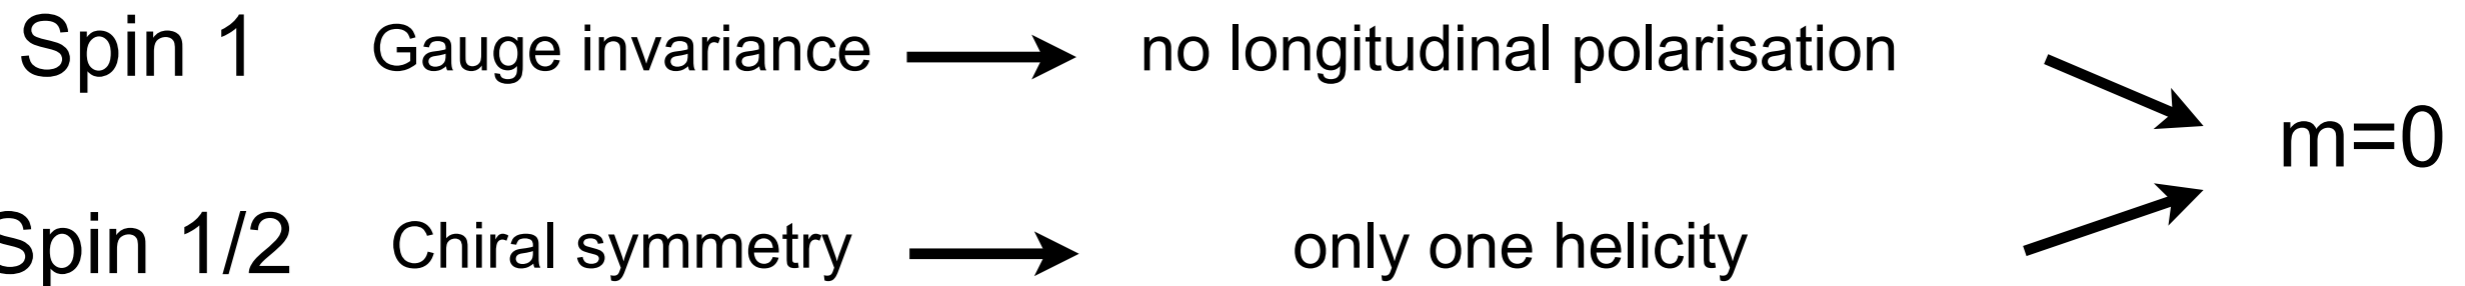 Spin 1 Gauge invariance no longitudinal polarisation
m=0
Spin 1/2 Chiral symmetry only one helicity